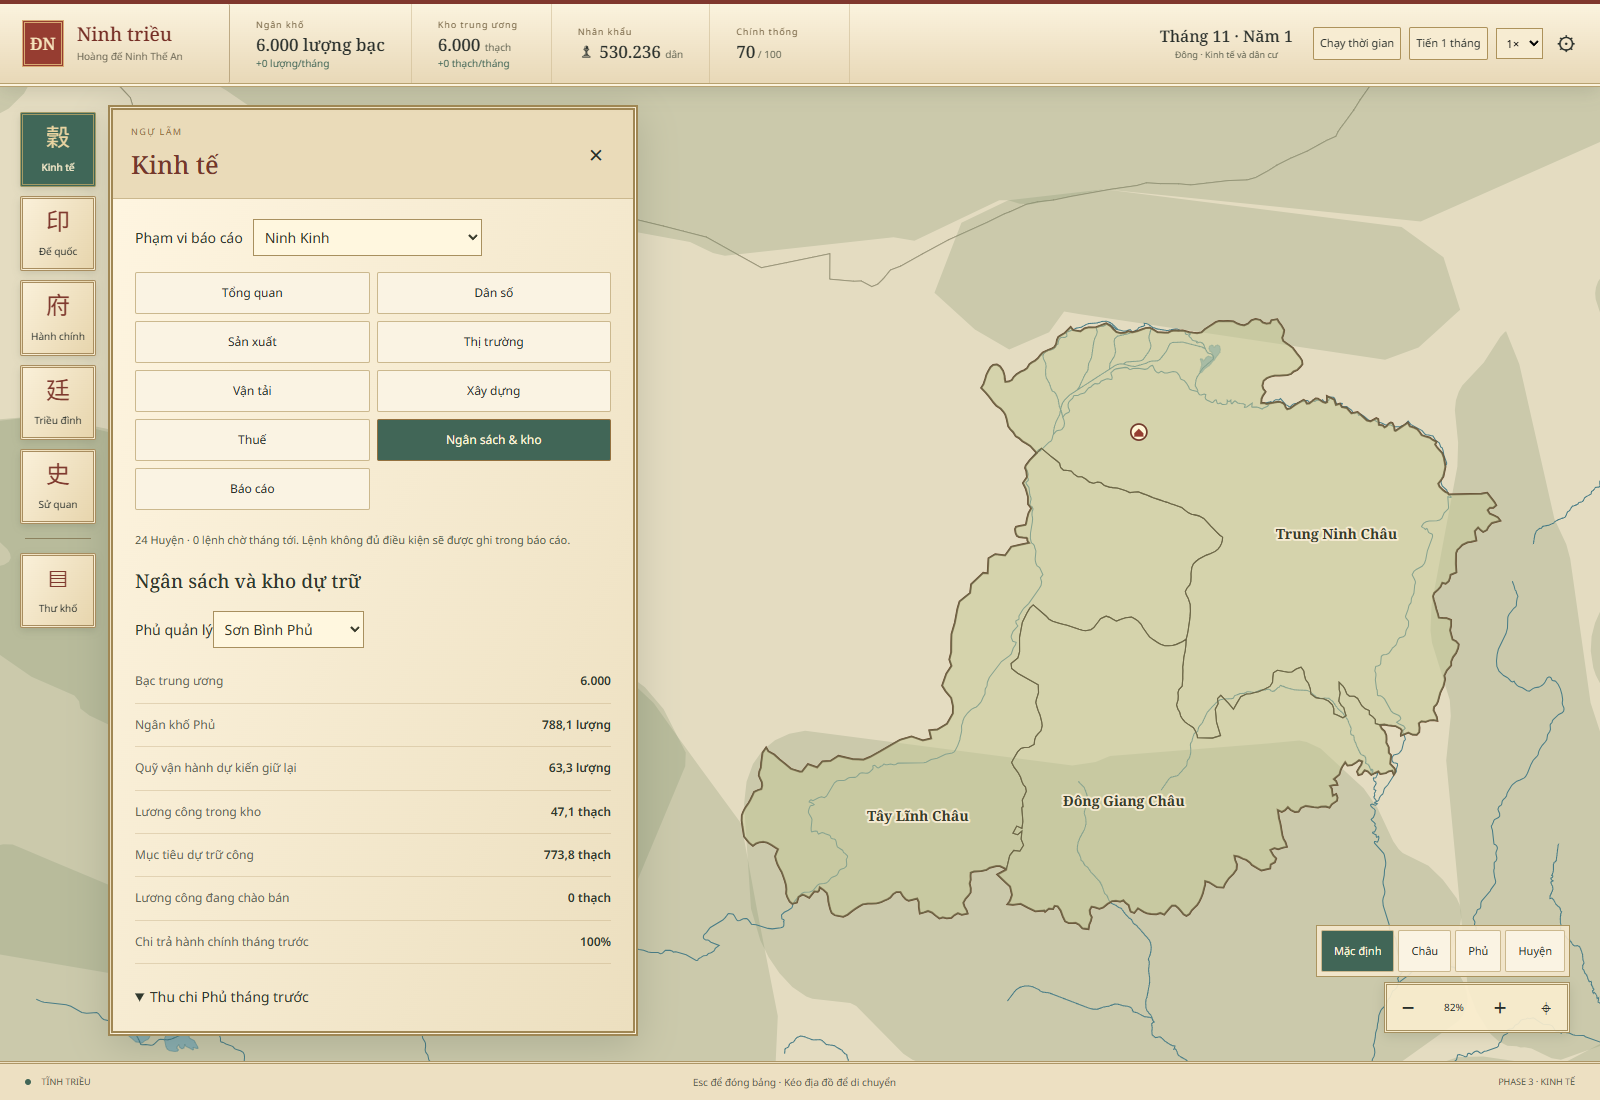 ĐN
Ninh triều
Hoàng đế Ninh Thế An
Ngân khố
6.000 lượng bạc
+0 lượng/tháng
Kho trung ương
6.000 thạch
+0 thạch/tháng
Nhân khẩu
530.236 dân
Chính thống
70 / 100
Tháng 11 · Năm 1
Đông · Kinh tế và dân cư
Chạy thời gian
Tiến 1 tháng
1×
穀
Kinh tế
印
Đế quốc
府
Hành chính
廷
Triều đình
史
Sử quan
Thư khố
NGỰ LÃM
Kinh tế
×
Phạm vi báo cáo
Ninh Kinh
Tổng quan
Dân số
Sản xuất
Thị trường
Vận tải
Xây dựng
Thuế
Ngân sách & kho
Báo cáo
24 Huyện · 0 lệnh chờ tháng tới. Lệnh không đủ điều kiện sẽ được ghi trong báo cáo.
Ngân sách và kho dự trữ
Phủ quản lý Sơn Bình Phủ
Bạc trung ương 6.000
Ngân khố Phủ 788,1 lượng
Quỹ vận hành dự kiến giữ lại 63,3 lượng
Lương công trong kho 47,1 thạch
Mục tiêu dự trữ công 773,8 thạch
Lương công đang chào bán 0 thạch
Chi trả hành chính tháng trước 100%
▼ Thu chi Phủ tháng trước
Trung Ninh Châu
Đông Giang Châu
Tây Lĩnh Châu
Mặc định
Châu
Phủ
Huyện
− 82% +
TĨNH TRIỀU
Esc để đóng bảng · Kéo địa đồ để di chuyển
PHASE 3 · KINH TẾ